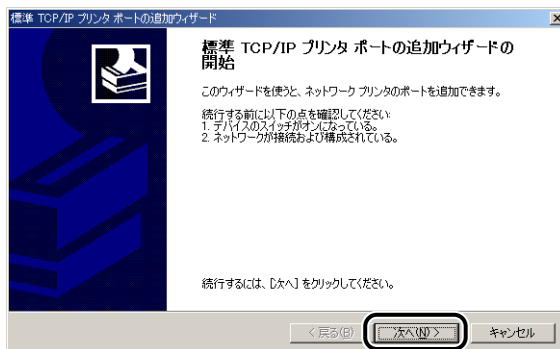 標準 TCP/IP プリンタ ポートの追加ウィザード
標準 TCP/IP プリンタ ポートの追加ウィザードの
開始
このウィザードを使うと、ネットワーク プリンタのポートを追加できます。
続行する前に以下の点を確認してください:
1. デバイスのスイッチがオンになっている。
2. ネットワークが接続および構成されている。
続行するには、[次へ] をクリックしてください。
< 戻る(B)
次へ(N) >
キャンセル